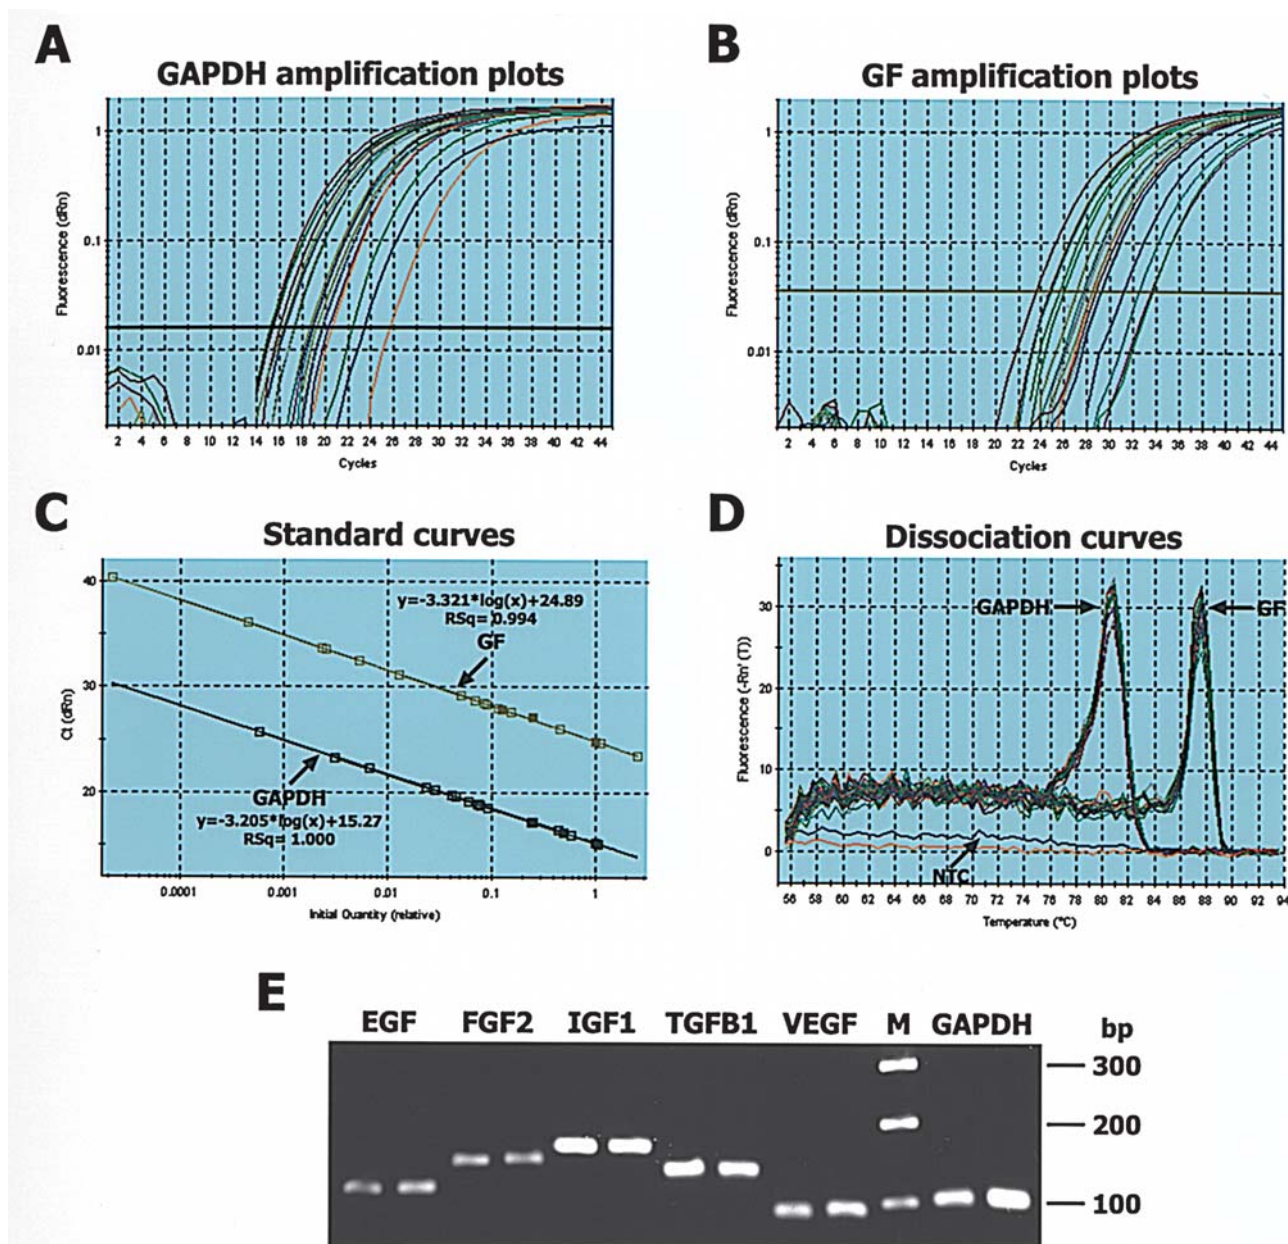 A
GAPDH amplification plots
Fluorescence (dRn)
1
0.1
0.01
2 4 6 8 10 12 14 16 18 20 22 24 26 28 30 32 34 36 38 40 42 44
Cycles
B
GF amplification plots
Fluorescence (dRn)
1
0.1
0.01
2 4 6 8 10 12 14 16 18 20 22 24 26 28 30 32 34 36 38 40 42 44
Cycles
C
Standard curves
Ct (dRn)
40
30
20
y=-3.321*log(x)+24.89
RSq= 0.994
GF
GAPDH
y=-3.205*log(x)+15.27
RSq= 1.000
0.0001 0.001 0.01 0.1 1
Initial Quantity (relative)
D
Dissociation curves
Fluorescence (-Rn' (T))
30
20
10
0
GAPDH
GF
NTC
56 58 60 62 64 66 68 70 72 74 76 78 80 82 84 86 88 90 92 94
Temperature (°C)
E
EGF FGF2 IGF1 TGFB1 VEGF M GAPDH bp
300
200
100